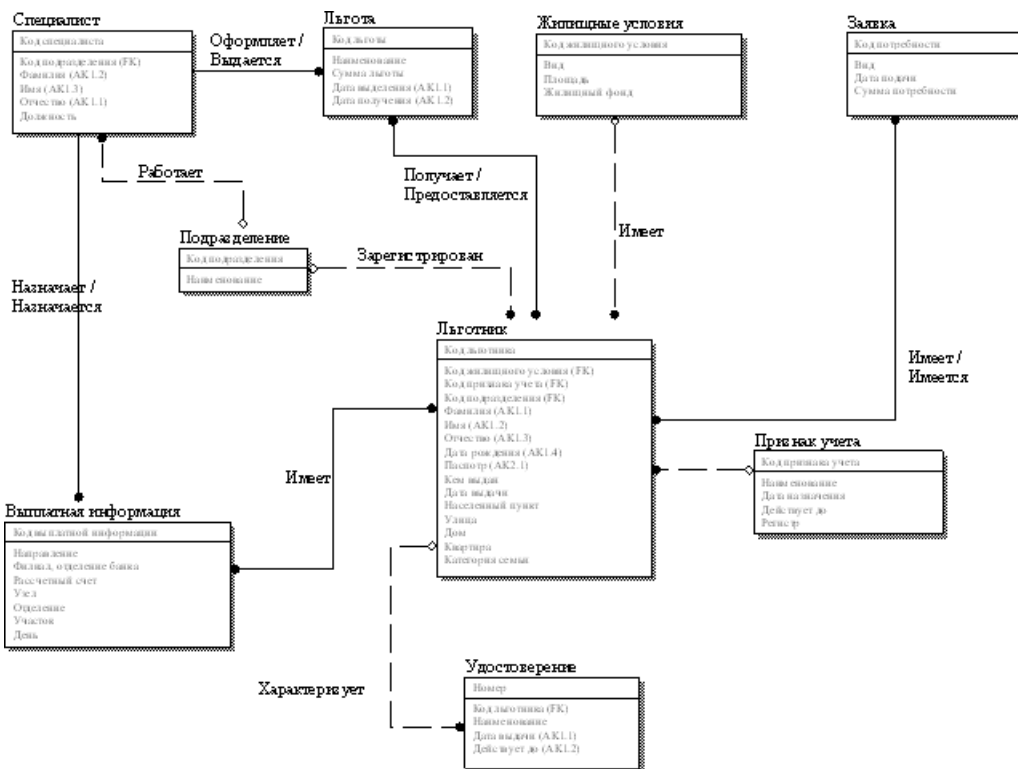 Специалист
Код специалиста
Код подразделения (FK)
Фамилия (AK1.2)
Имя (AK1.3)
Отчество (AK1.1)
Должность
Оформляет /
Выдается
Льгота
Код льготы
Наименование
Сумма льготы
Дата выделения (AK1.1)
Дата получения (AK1.2)
Жилищные условия
Код жилищного условия
Вид
Площадь
Жилищный фонд
Заявка
Код потребности
Вид
Дата подачи
Сумма потребности
Работает
Получает /
Предоставляется
Имеет
Подразделение
Код подразделения
Наименование
Зарегистрирован
Назначает /
Назначается
Льготник
Код льготника
Код жилищного условия (FK)
Код признака учета (FK)
Код подразделения (FK)
Фамилия (AK1.1)
Имя (AK1.2)
Отчество (AK1.3)
Дата рождения (AK1.4)
Паспотр (AK2.1)
Кем выдан
Дата выдачи
Населенный пункт
Улица
Дом
Квартира
Категория семьи
Имеет /
Имеется
Признак учета
Код признака учета
Наименование
Дата назначения
Действует до
Регистр
Имеет
Выплатная информация
Код выплатной информации
Направление
Филиал, отделение банка
Рассчетный счет
Узел
Отделение
Участок
День
Характеризует
Удостоверение
Номер
Код льготника (FK)
Наименование
Дата выдачи (AK1.1)
Действует до (AK1.2)